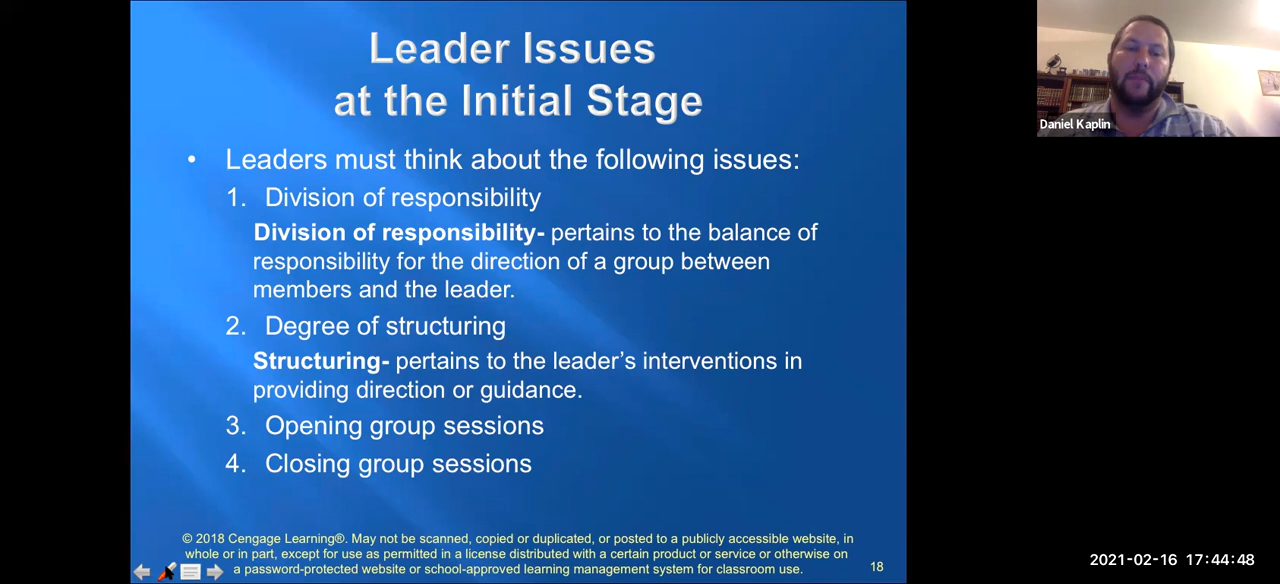 Leader Issues
at the Initial Stage
• Leaders must think about the following issues:
1. Division of responsibility
Division of responsibility- pertains to the balance of
responsibility for the direction of a group between
members and the leader.
2. Degree of structuring
Structuring- pertains to the leader's interventions in
providing direction or guidance.
3. Opening group sessions
4. Closing group sessions
© 2018 Cengage Learning®. May not be scanned, copied or duplicated, or posted to a publicly accessible website, in
whole or in part, except for use as permitted in a license distributed with a certain product or service or otherwise on
a password-protected website or school-approved learning management system for classroom use.
18
Daniel Kaplin
2021-02-16 17:44:48